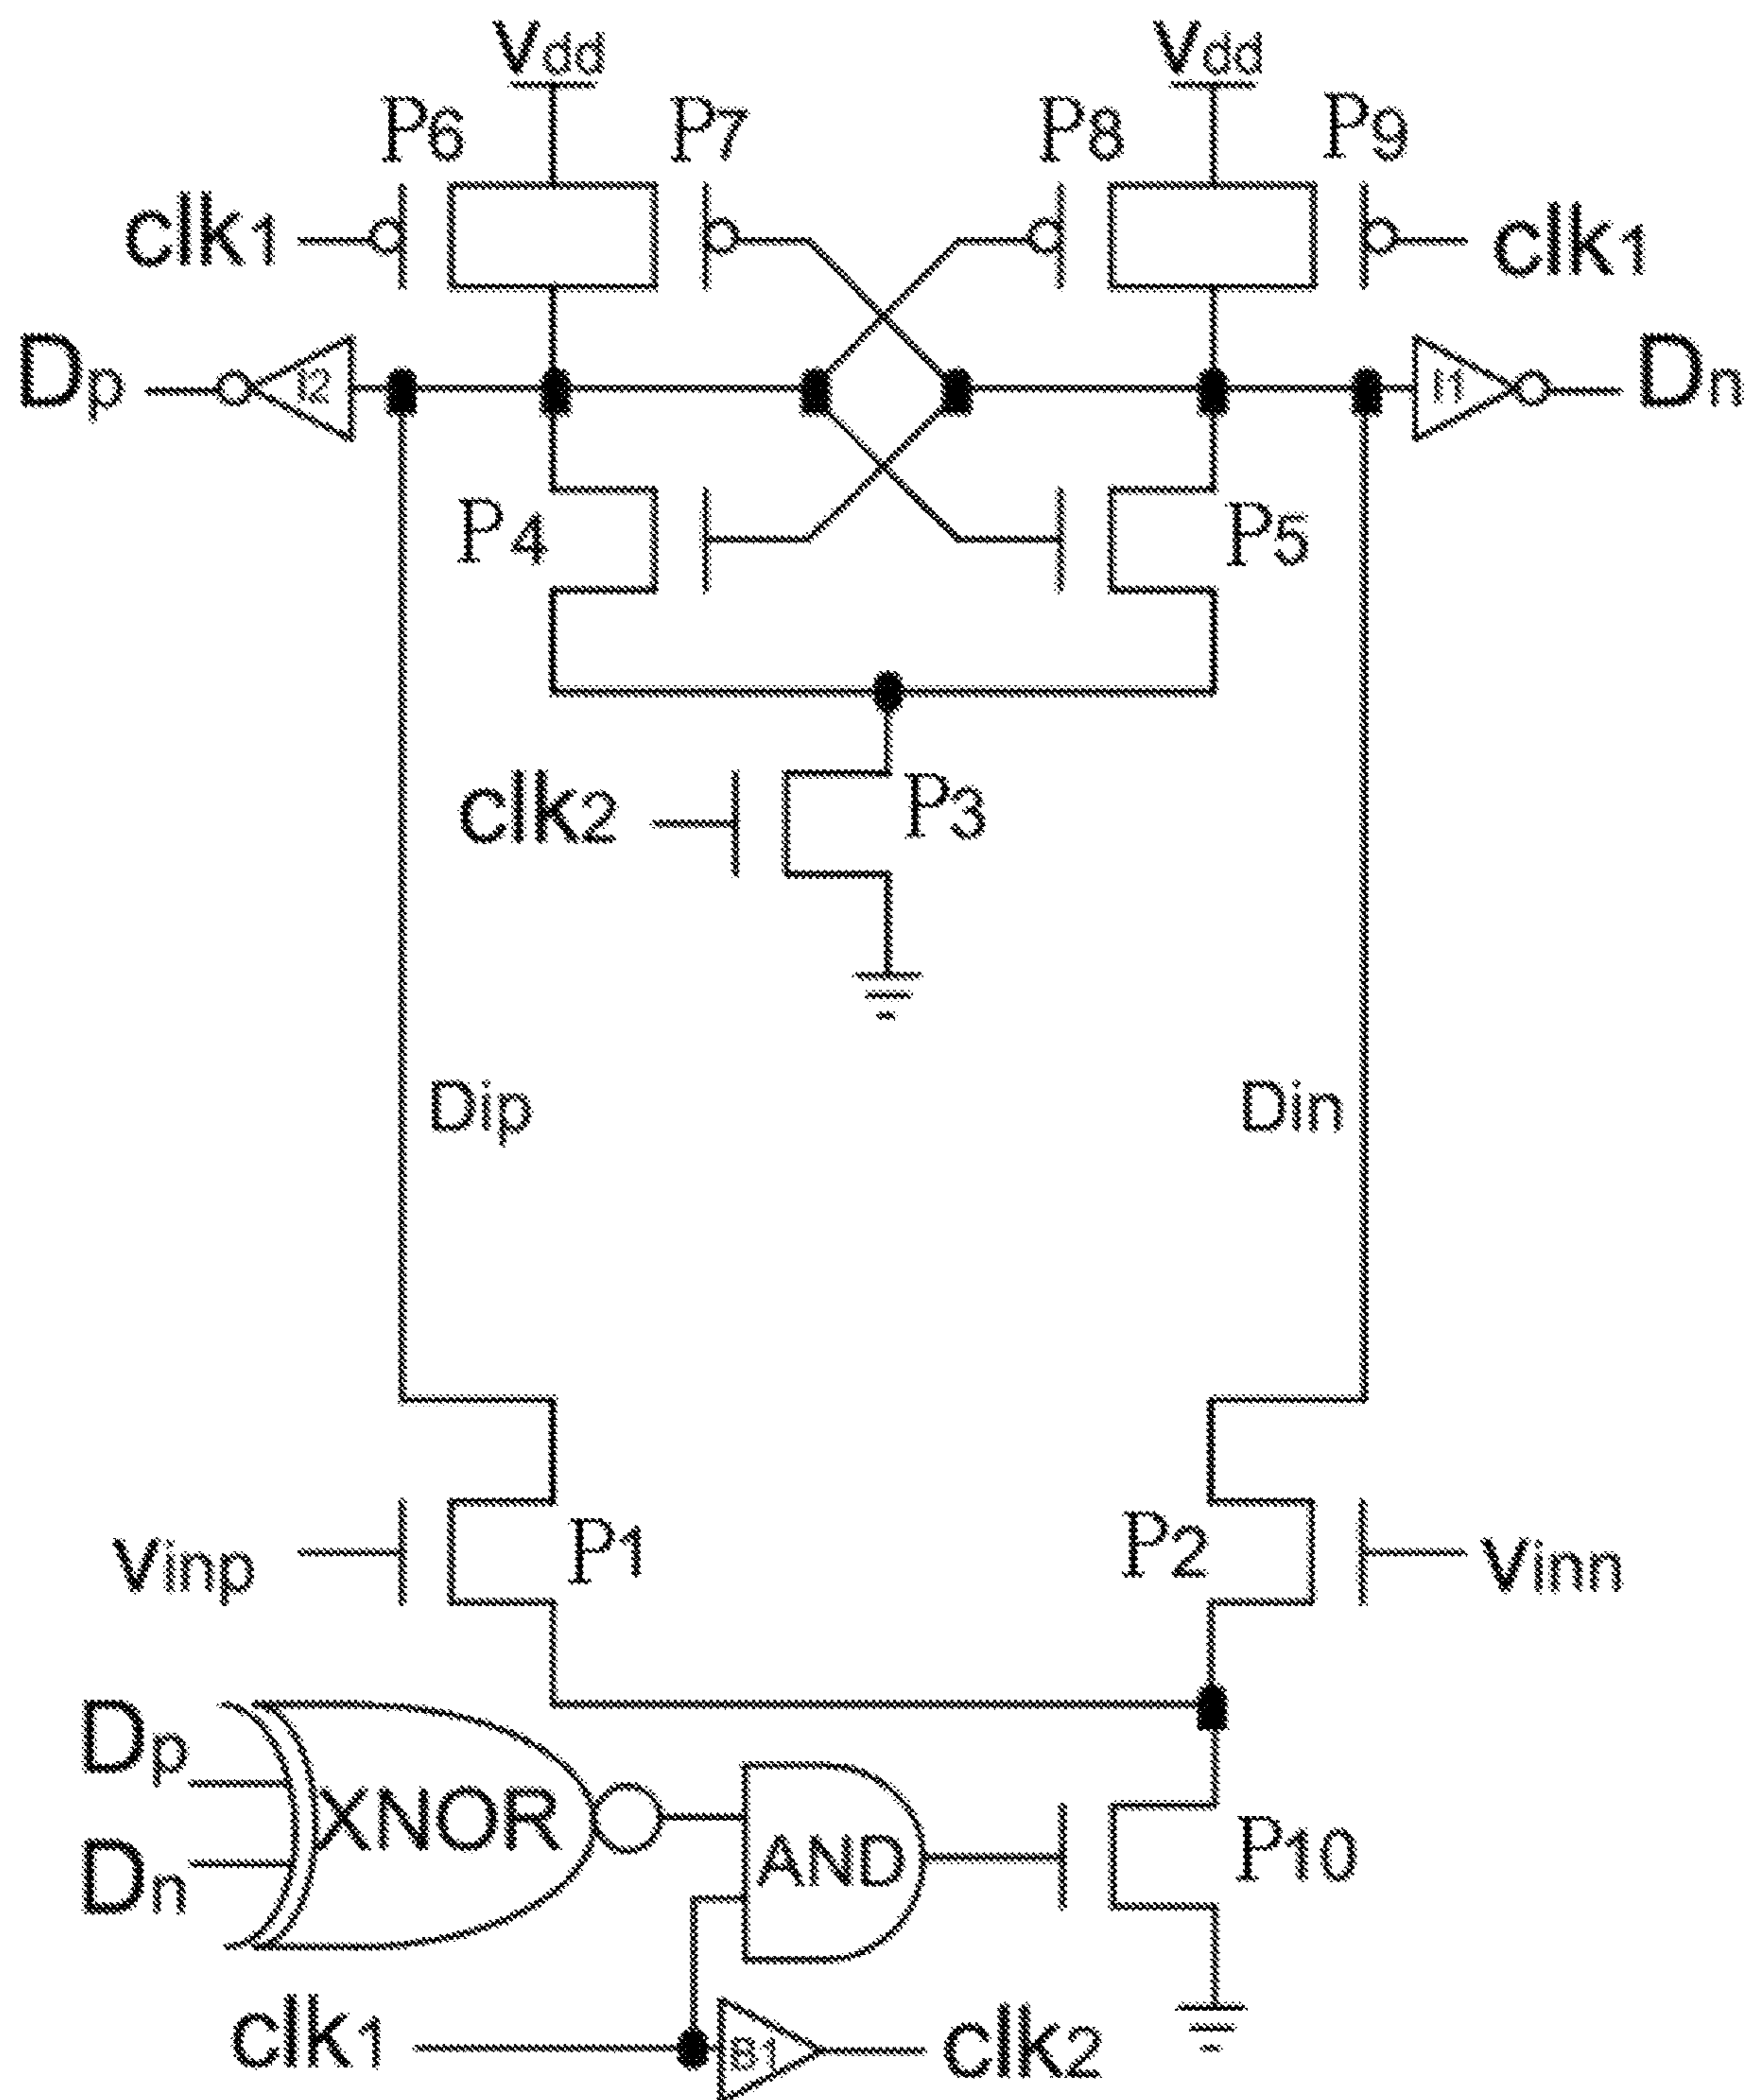 Vdd Vdd
P6 P7 P8 P9
clk1 clk1
Dp I2 I1 Dn
P4 P5
clk2 P3
Dip Din
Vinp P1 P2 Vinn
Dp
XNOR
AND
P10
Dn
clk1 B1 clk2